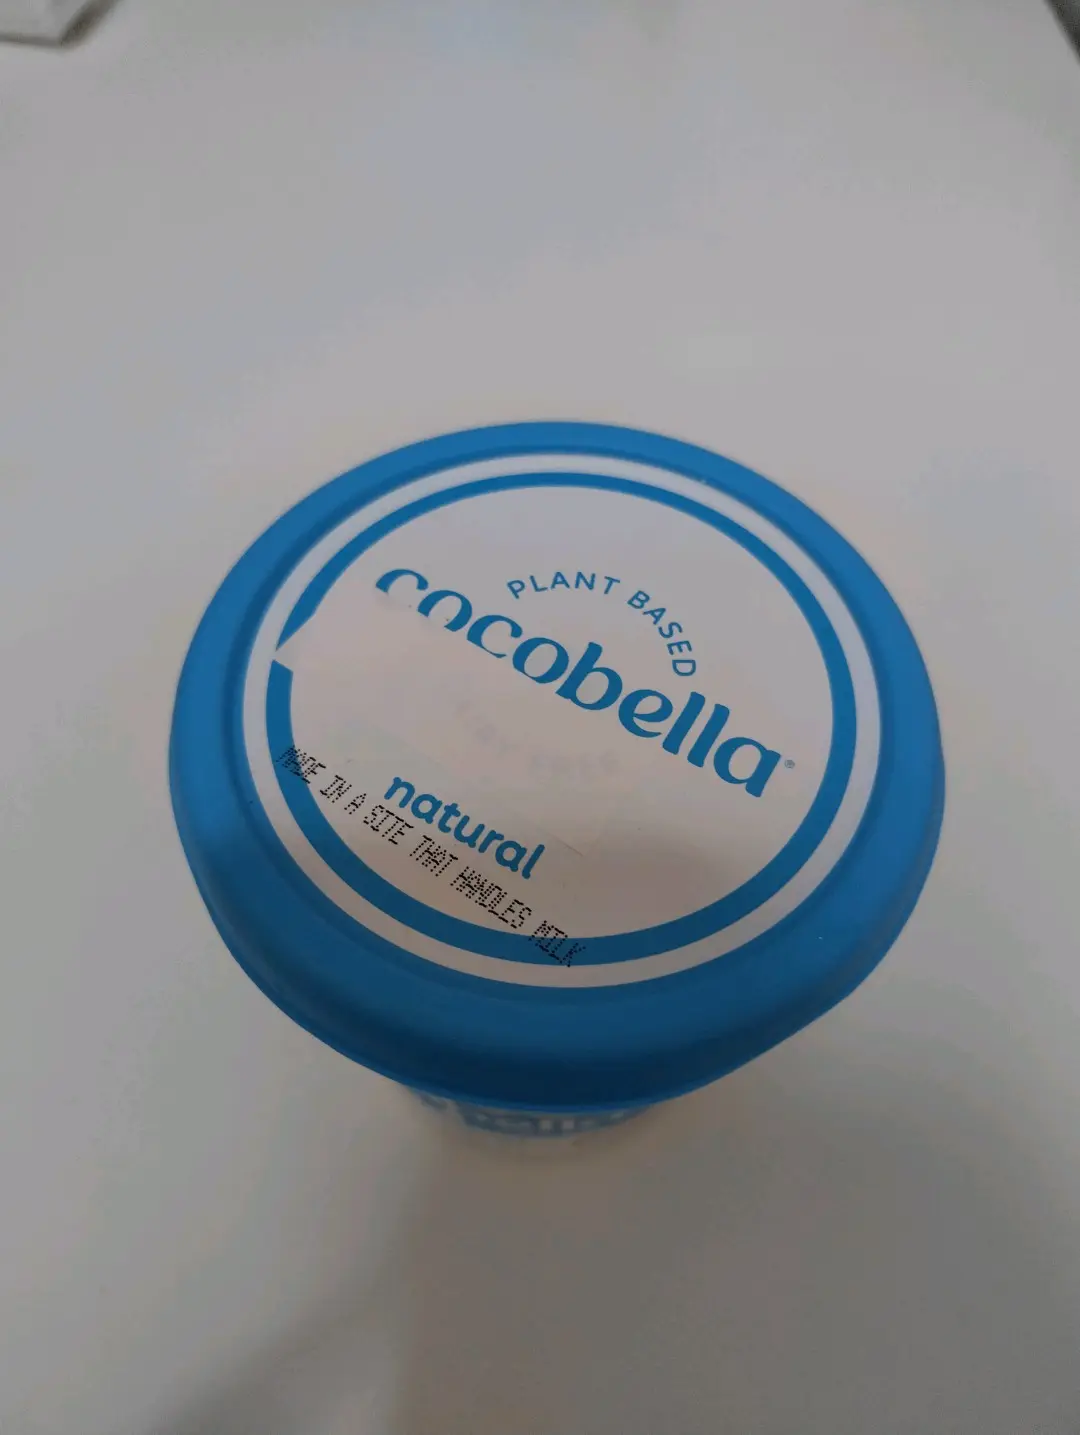 PLANT BASED
cocobella®
natural
MADE IN A SITE THAT HANDLES MILK